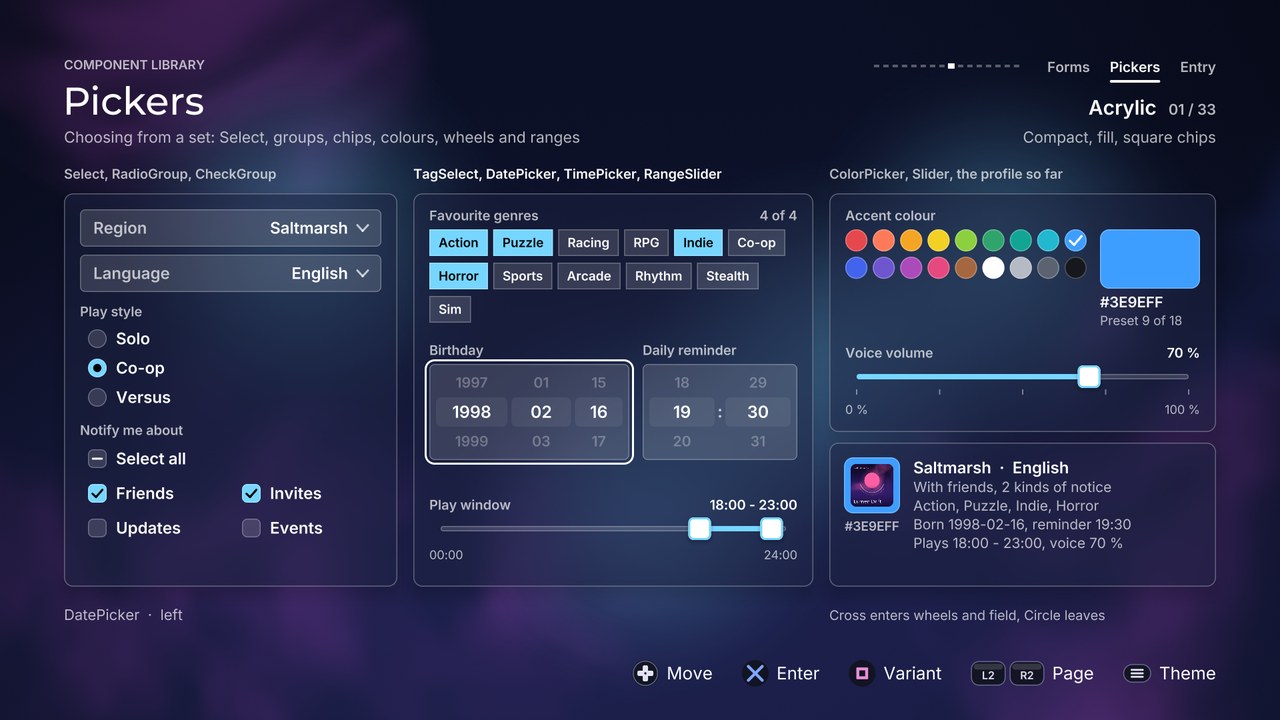 COMPONENT LIBRARY
Forms Pickers Entry
Pickers
Acrylic 01 / 33
Choosing from a set: Select, groups, chips, colours, wheels and ranges
Compact, fill, square chips
Select, RadioGroup, CheckGroup
Region Saltmarsh
Language English
Play style
Solo
Co-op
Versus
Notify me about
Select all
Friends Invites
Updates Events
TagSelect, DatePicker, TimePicker, RangeSlider
Favourite genres 4 of 4
Action Puzzle Racing RPG Indie Co-op
Horror Sports Arcade Rhythm Stealth
Sim
Birthday Daily reminder
1997 01 15 18 29
1998 02 16 19 : 30
1999 03 17 20 31
Play window 18:00 - 23:00
00:00 24:00
ColorPicker, Slider, the profile so far
Accent colour
#3E9EFF
Preset 9 of 18
Voice volume 70 %
0 % 100 %
Saltmarsh · English
With friends, 2 kinds of notice
Action, Puzzle, Indie, Horror
Born 1998-02-16, reminder 19:30
Plays 18:00 - 23:00, voice 70 %
#3E9EFF
DatePicker · left
Cross enters wheels and field, Circle leaves
Move Enter Variant L2 R2 Page Theme